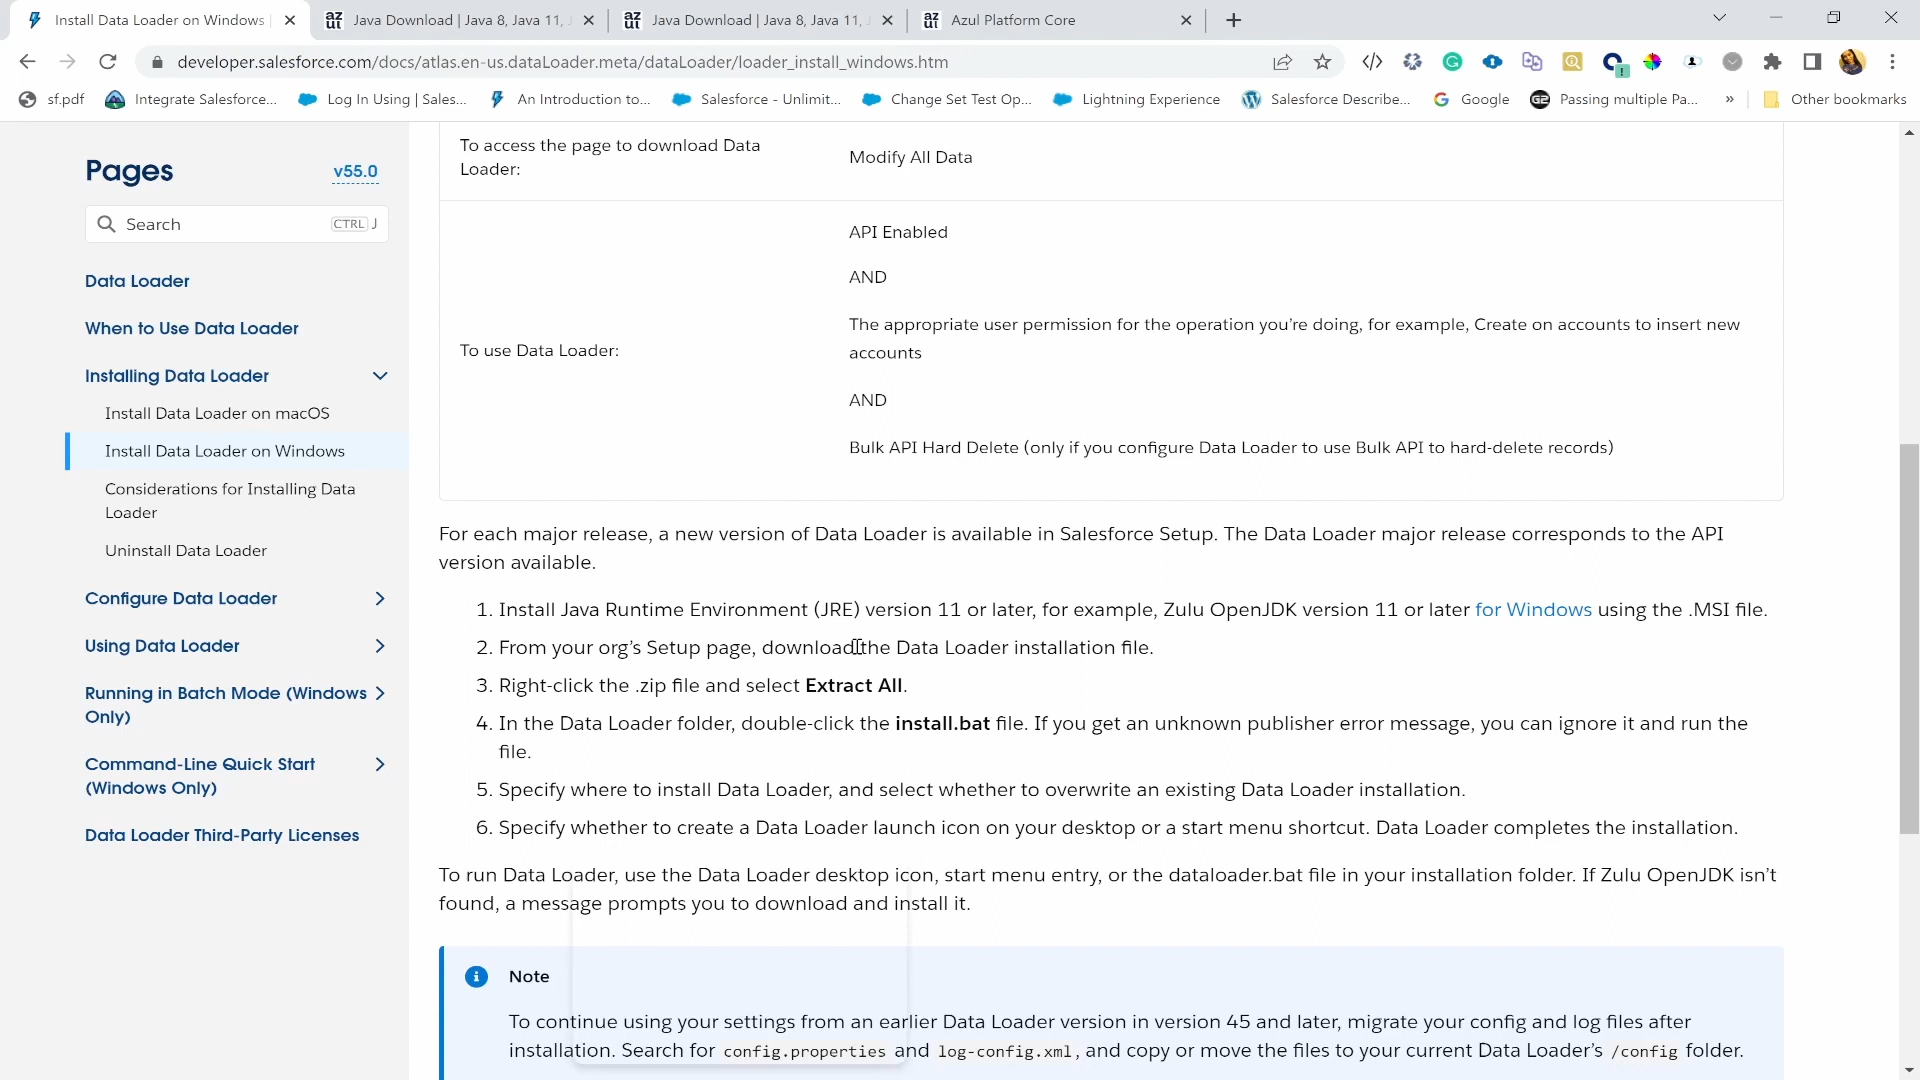 Install Data Loader on Windows
Java Download | Java 8, Java 11, J
Java Download | Java 8, Java 11, J
Azul Platform Core
developer.salesforce.com/docs/atlas.en-us.dataLoader.meta/dataLoader/loader_install_windows.htm
sf.pdf
Integrate Salesforce...
Log In Using | Sales...
An Introduction to...
Salesforce - Unlimit...
Change Set Test Op...
Lightning Experience
Salesforce Describe...
Google
Passing multiple Pa...
»
Other bookmarks
Pages
v55.0
Search
CTRL J
Data Loader
When to Use Data Loader
Installing Data Loader
Install Data Loader on macOS
Install Data Loader on Windows
Considerations for Installing Data
Loader
Uninstall Data Loader
Configure Data Loader
Using Data Loader
Running in Batch Mode (Windows
Only)
Command-Line Quick Start
(Windows Only)
Data Loader Third-Party Licenses
To access the page to download Data
Loader:
Modify All Data
To use Data Loader:
API Enabled
AND
The appropriate user permission for the operation you're doing, for example, Create on accounts to insert new
accounts
AND
Bulk API Hard Delete (only if you configure Data Loader to use Bulk API to hard-delete records)
For each major release, a new version of Data Loader is available in Salesforce Setup. The Data Loader major release corresponds to the API
version available.
1. Install Java Runtime Environment (JRE) version 11 or later, for example, Zulu OpenJDK version 11 or later for Windows using the .MSI file.
2. From your org's Setup page, download the Data Loader installation file.
3. Right-click the .zip file and select Extract All.
4. In the Data Loader folder, double-click the install.bat file. If you get an unknown publisher error message, you can ignore it and run the
file.
5. Specify where to install Data Loader, and select whether to overwrite an existing Data Loader installation.
6. Specify whether to create a Data Loader launch icon on your desktop or a start menu shortcut. Data Loader completes the installation.
To run Data Loader, use the Data Loader desktop icon, start menu entry, or the dataloader.bat file in your installation folder. If Zulu OpenJDK isn't
found, a message prompts you to download and install it.
Note
To continue using your settings from an earlier Data Loader version in version 45 and later, migrate your config and log files after
installation. Search for config.properties and log-config.xml, and copy or move the files to your current Data Loader's /config folder.